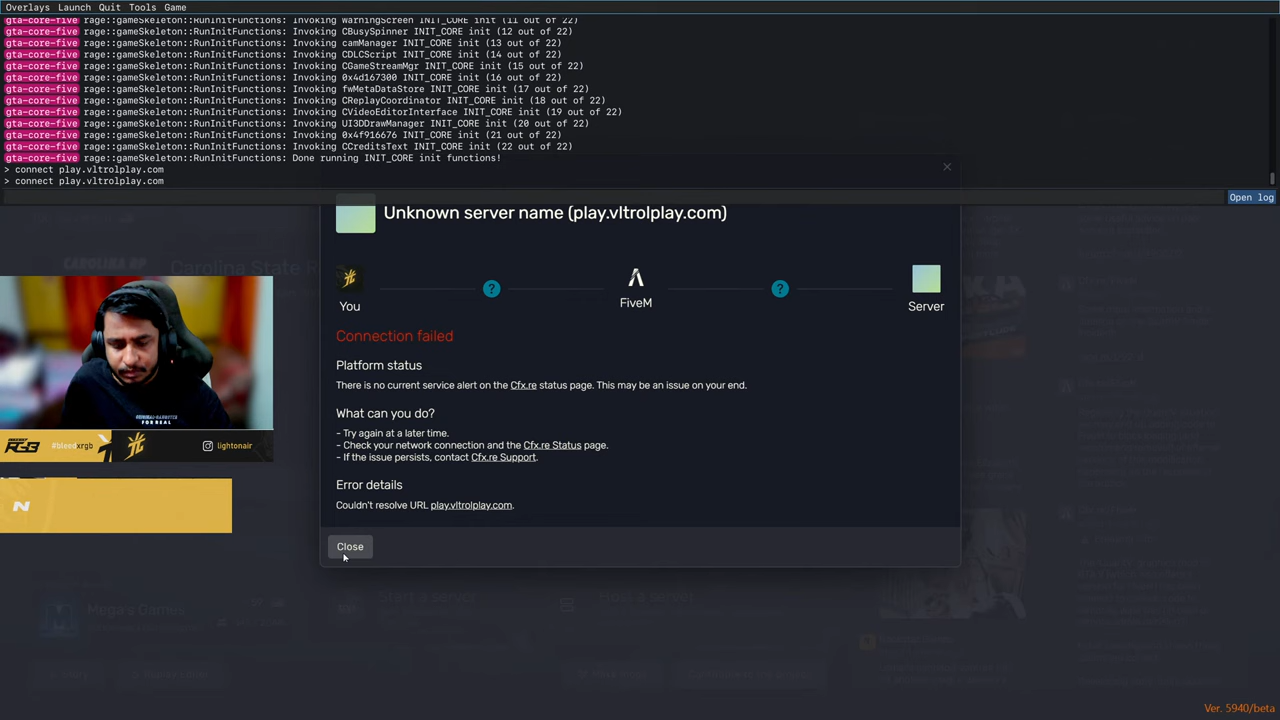 Overlays Launch Quit Tools Game
gta-core-five rage::gameSkeleton::RunInitFunctions: Invoking WarningScreen INIT_CORE init (11 out of 22)
gta-core-five rage::gameSkeleton::RunInitFunctions: Invoking CBusySpinner INIT_CORE init (12 out of 22)
gta-core-five rage::gameSkeleton::RunInitFunctions: Invoking camManager INIT_CORE init (13 out of 22)
gta-core-five rage::gameSkeleton::RunInitFunctions: Invoking CDLCScript INIT_CORE init (14 out of 22)
gta-core-five rage::gameSkeleton::RunInitFunctions: Invoking CGameStreamMgr INIT_CORE init (15 out of 22)
gta-core-five rage::gameSkeleton::RunInitFunctions: Invoking 0x4d167300 INIT_CORE init (16 out of 22)
gta-core-five rage::gameSkeleton::RunInitFunctions: Invoking fwMetaDataStore INIT_CORE init (17 out of 22)
gta-core-five rage::gameSkeleton::RunInitFunctions: Invoking CReplayCoordinator INIT_CORE init (18 out of 22)
gta-core-five rage::gameSkeleton::RunInitFunctions: Invoking CVideoEditorInterface INIT_CORE init (19 out of 22)
gta-core-five rage::gameSkeleton::RunInitFunctions: Invoking UI3DDrawManager INIT_CORE init (20 out of 22)
gta-core-five rage::gameSkeleton::RunInitFunctions: Invoking 0x4f916676 INIT_CORE init (21 out of 22)
gta-core-five rage::gameSkeleton::RunInitFunctions: Invoking CCreditsText INIT_CORE init (22 out of 22)
gta-core-five rage::gameSkeleton::RunInitFunctions: Done running INIT_CORE init functions!
> connect play.vltrolplay.com
> connect play.vltrolplay.com
Open log
Unknown server name (play.vltrolplay.com)
You
FiveM
Server
Connection failed
Platform status
There is no current service alert on the Cfx.re status page. This may be an issue on your end.
What can you do?
- Try again at a later time.
- Check your network connection and the Cfx.re Status page.
- If the issue persists, contact Cfx.re Support.
Error details
Couldn't resolve URL play.vltrolplay.com.
Close
CAROLINA RP
Carolina State R
FOR REAL
RGB
#bleedxrgb
lightonair
Mega's Games
Start a server
Ver. 5940/beta